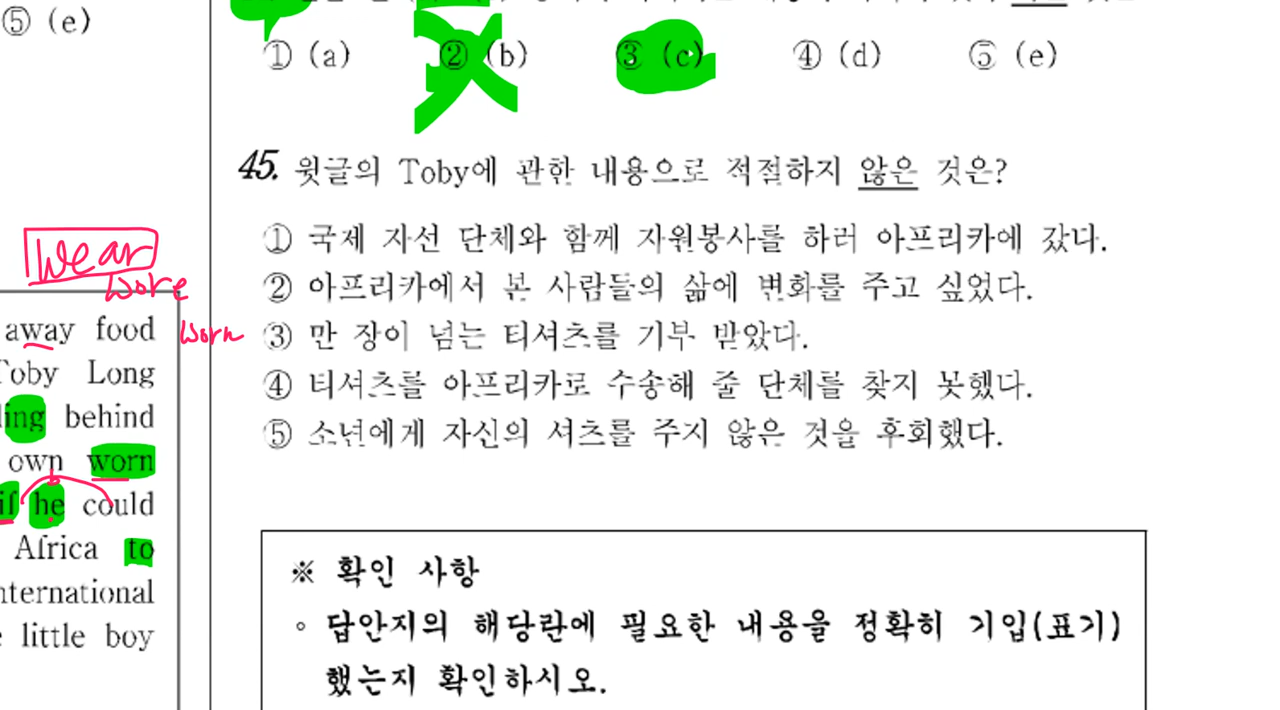 ⑤ (e)
① (a) ② (b) ③ (c) ④ (d) ⑤ (e)
45. 윗글의 Toby에 관한 내용으로 적절하지 않은 것은?
① 국제 자선 단체와 함께 자원봉사를 하러 아프리카에 갔다.
② 아프리카에서 본 사람들의 삶에 변화를 주고 싶었다.
③ 만 장이 넘는 티셔츠를 기부 받았다.
④ 티셔츠를 아프리카로 수송해 줄 단체를 찾지 못했다.
⑤ 소년에게 자신의 셔츠를 주지 않은 것을 후회했다.
wear
wore
worn
away food
Toby Long
behind
own worn
if he could
Africa to
little boy
※ 확인 사항
◦ 답안지의 해당란에 필요한 내용을 정확히 기입(표기)
했는지 확인하시오.